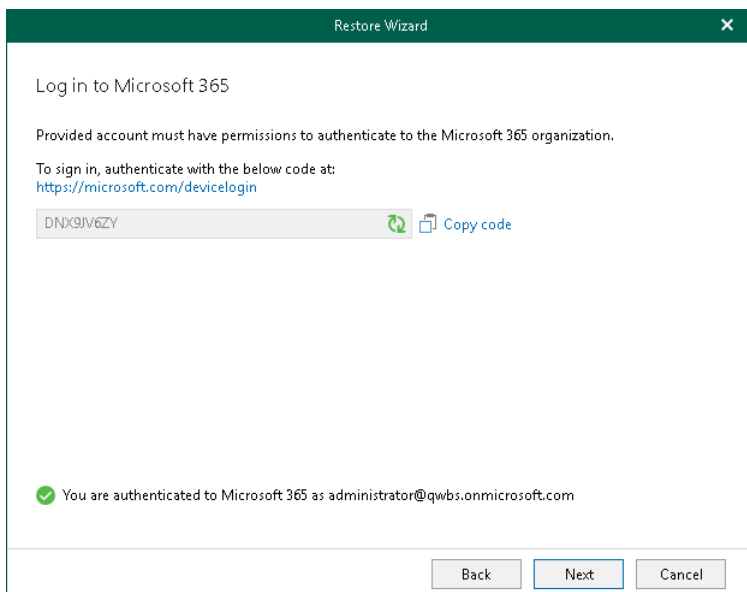 Restore Wizard
Log in to Microsoft 365
Provided account must have permissions to authenticate to the Microsoft 365 organization.
To sign in, authenticate with the below code at:
https://microsoft.com/devicelogin
DNX9JV6ZY
Copy code
You are authenticated to Microsoft 365 as administrator@qwbs.onmicrosoft.com
Back
Next
Cancel